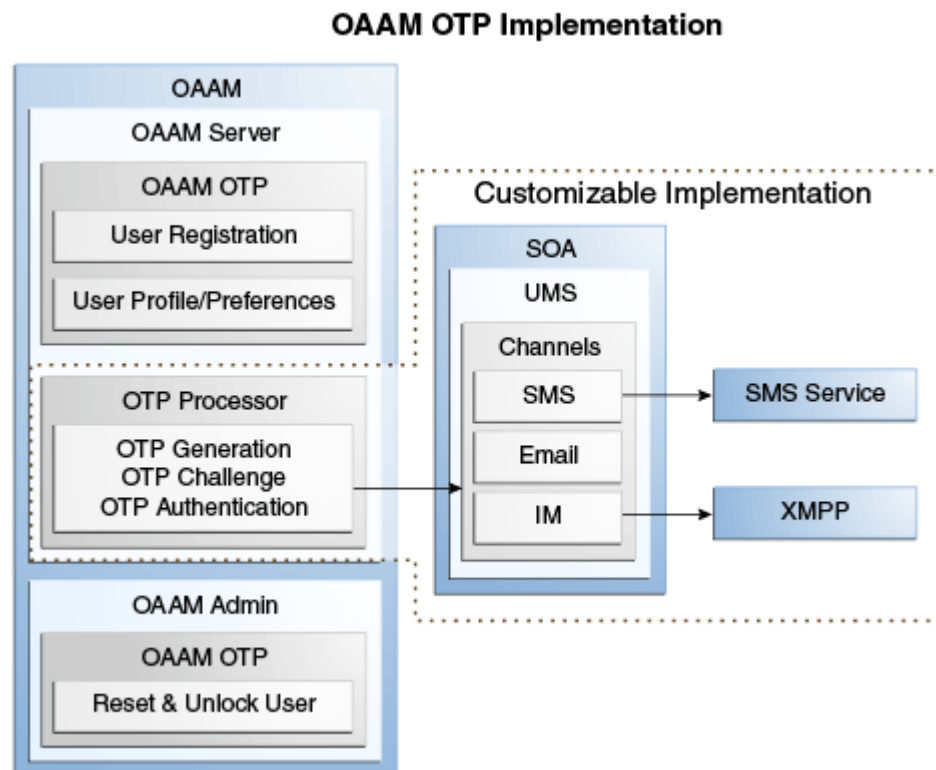 OAAM OTP Implementation
OAAM
OAAM Server
OAAM OTP
User Registration
User Profile/Preferences
OTP Processor
OTP Generation
OTP Challenge
OTP Authentication
OAAM Admin
OAAM OTP
Reset & Unlock User
Customizable Implementation
SOA
UMS
Channels
SMS
Email
IM
SMS Service
XMPP